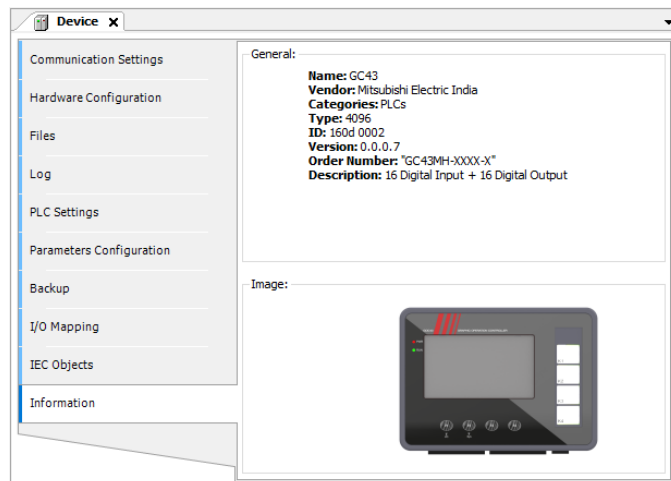 Device
Communication Settings
Hardware Configuration
Files
Log
PLC Settings
Parameters Configuration
Backup
I/O Mapping
IEC Objects
Information
General:
Name: GC43
Vendor: Mitsubishi Electric India
Categories: PLCs
Type: 4096
ID: 160d 0002
Version: 0.0.0.7
Order Number: "GC43MH-XXXX-X"
Description: 16 Digital Input + 16 Digital Output
Image: